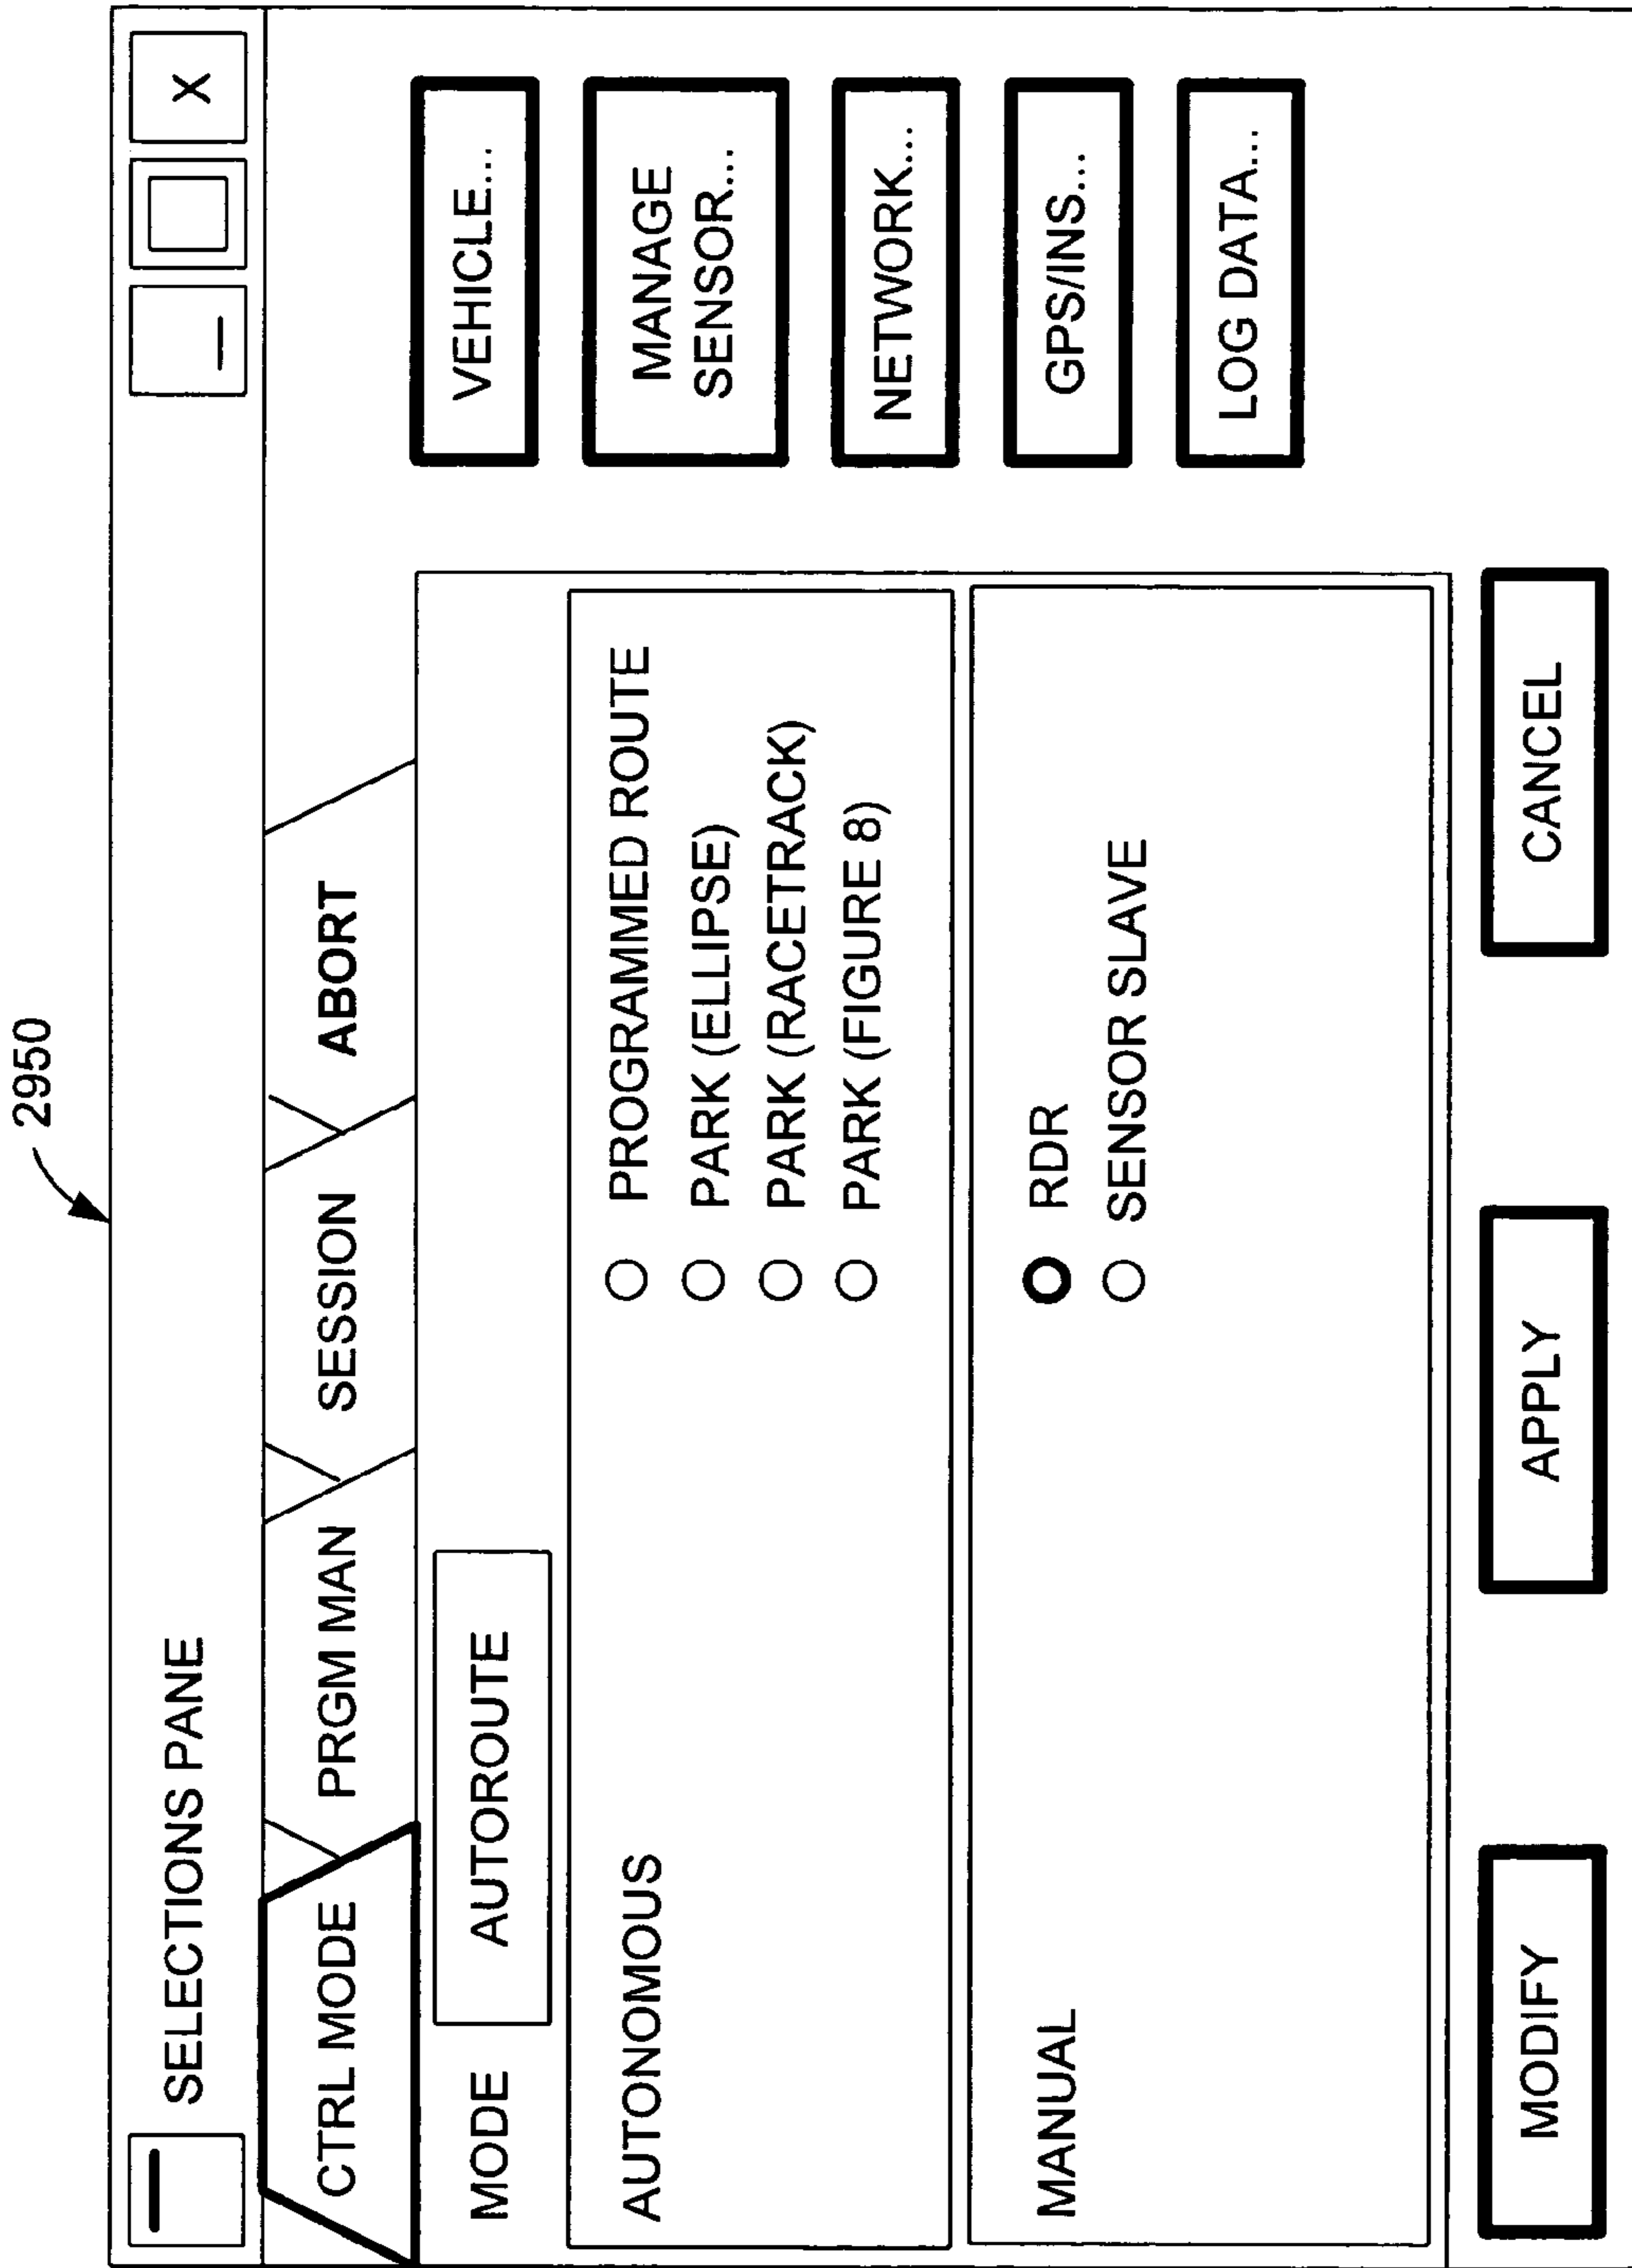 2950
SELECTIONS PANE
X
CTRL MODE
PRGM MAN
SESSION
ABORT
MODE
AUTOROUTE
AUTONOMOUS
PROGRAMMED ROUTE
PARK (ELLIPSE)
PARK (RACETRACK)
PARK (FIGURE 8)
MANUAL
RDR
SENSOR SLAVE
VEHICLE...
MANAGE
SENSOR...
NETWORK...
GPS/INS...
LOG DATA...
MODIFY
APPLY
CANCEL